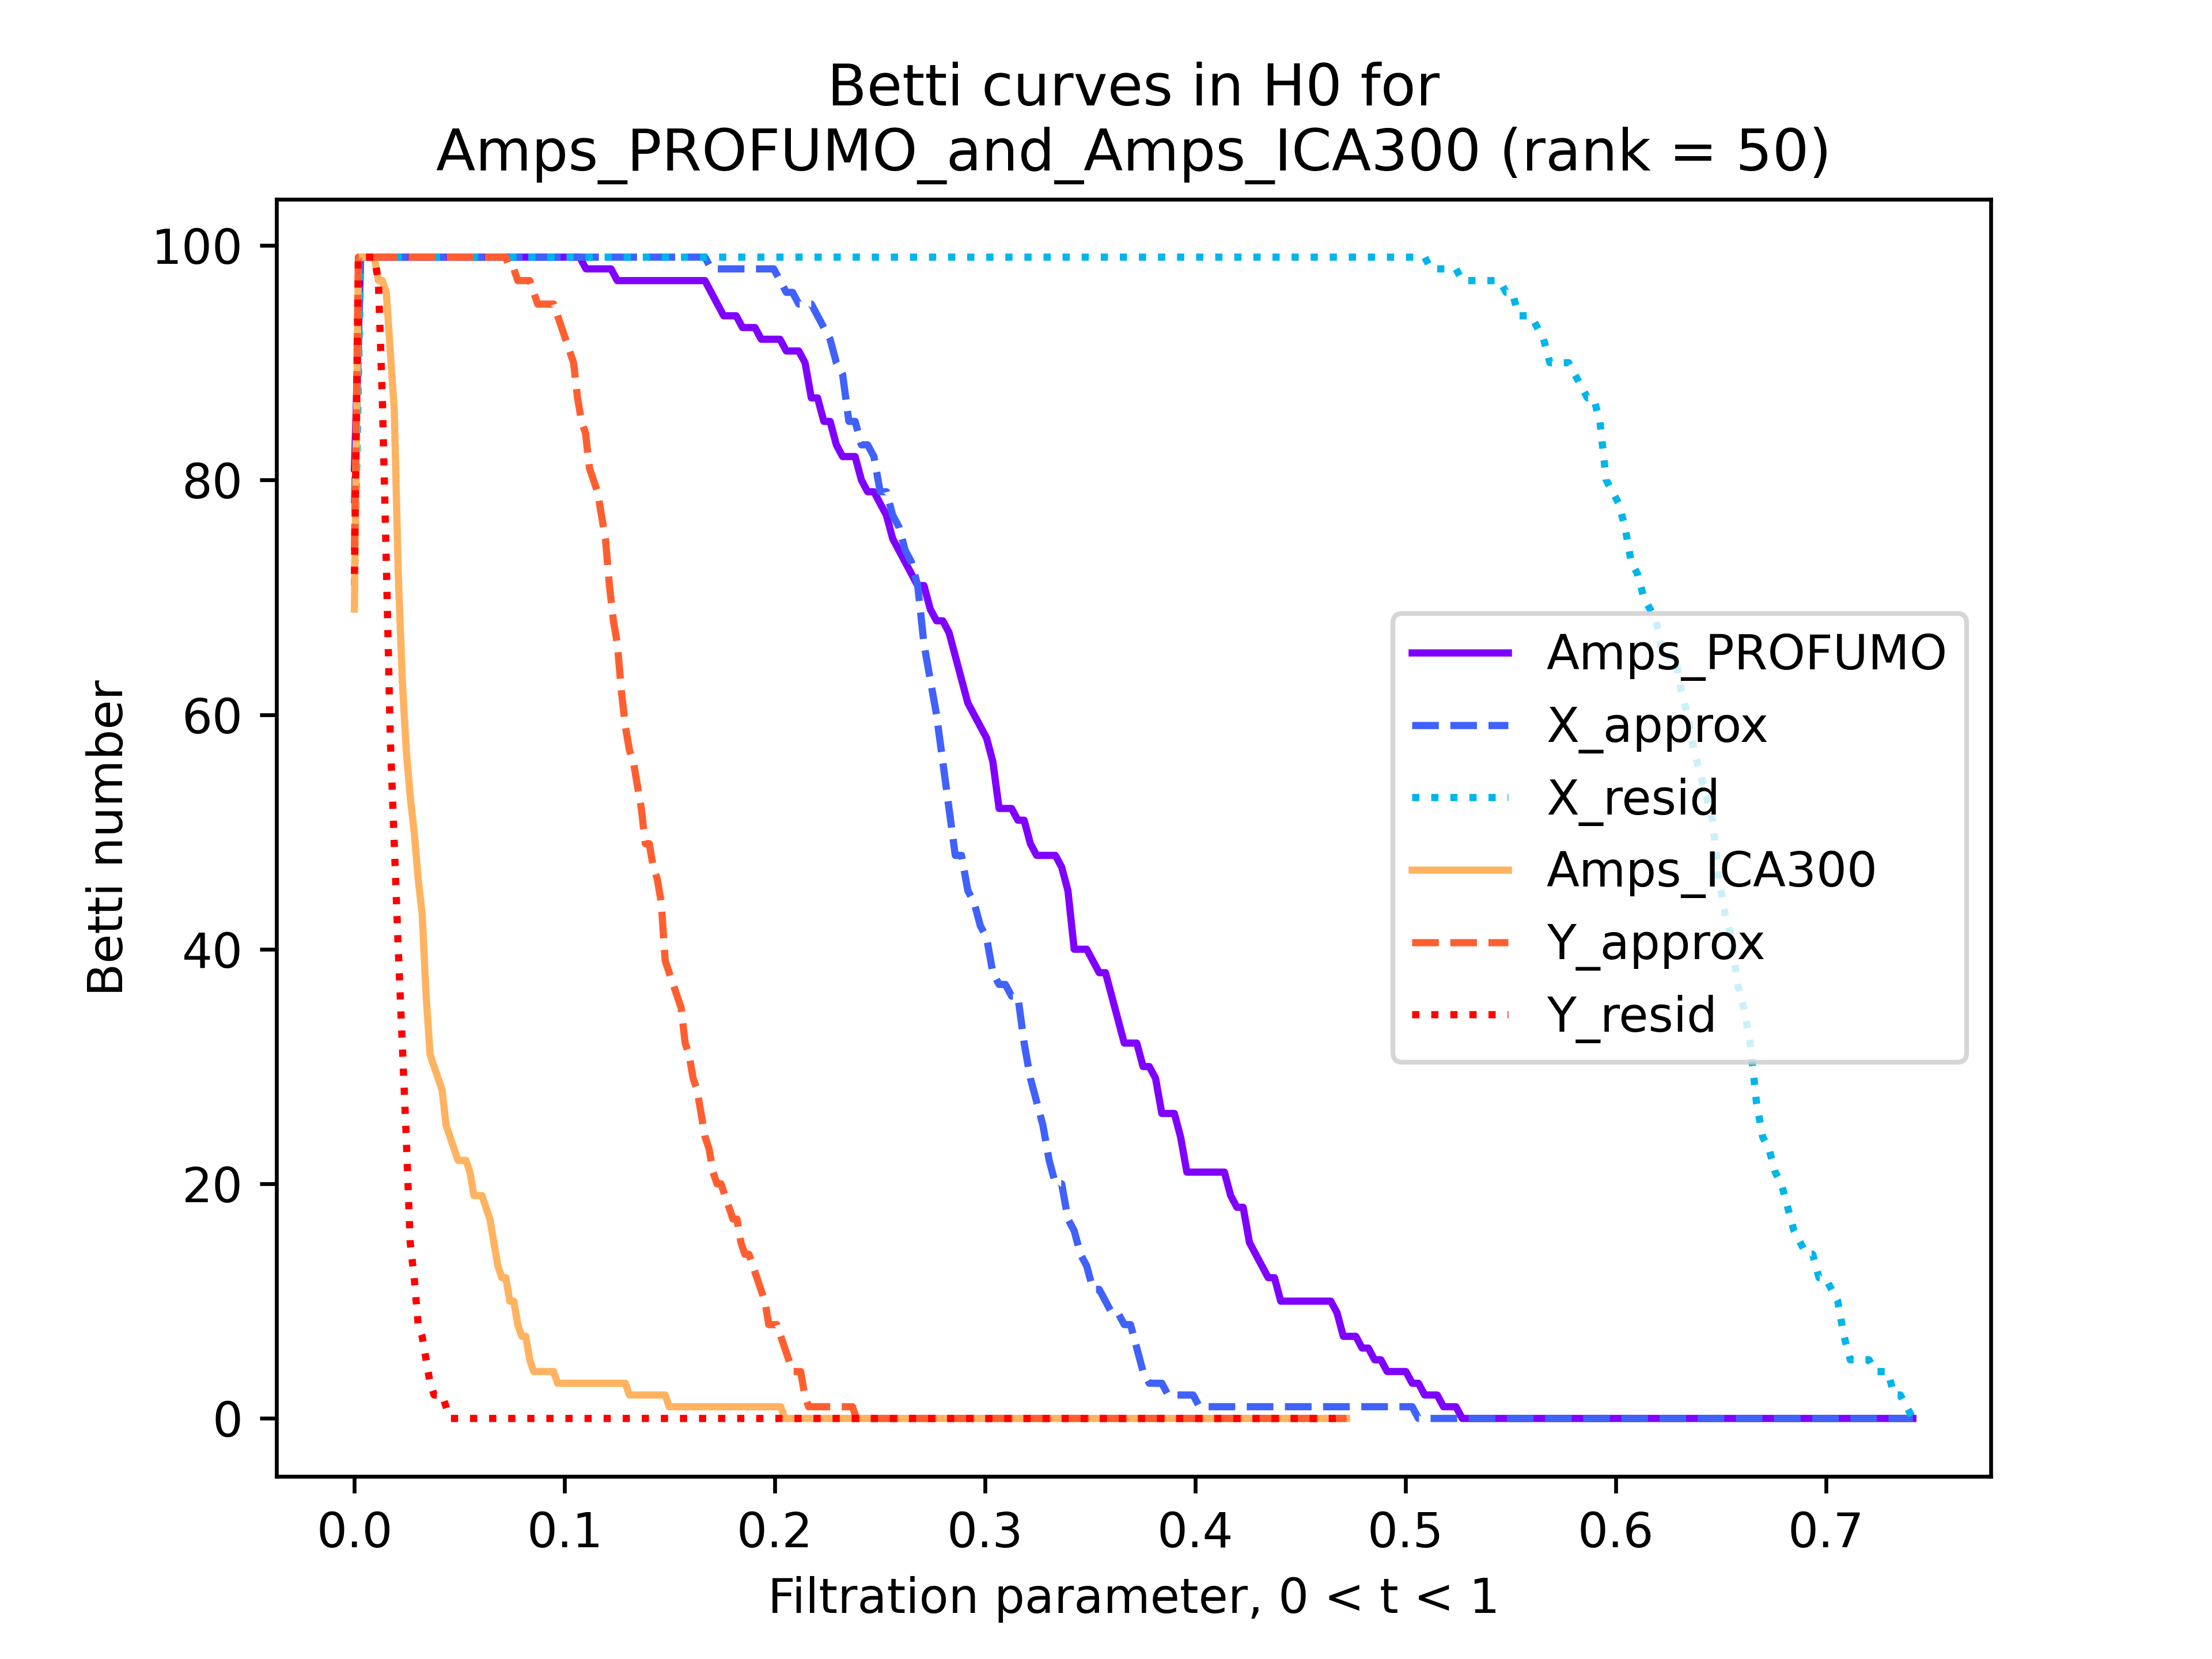 Betti curves in H0 for
Amps_PROFUMO_and_Amps_ICA300 (rank = 50)
100
80
60
40
20
0
Betti number
Amps_PROFUMO
X_approx
X_resid
Amps_ICA300
Y_approx
Y_resid
0.0 0.1 0.2 0.3 0.4 0.5 0.6 0.7
Filtration parameter, 0 < t < 1